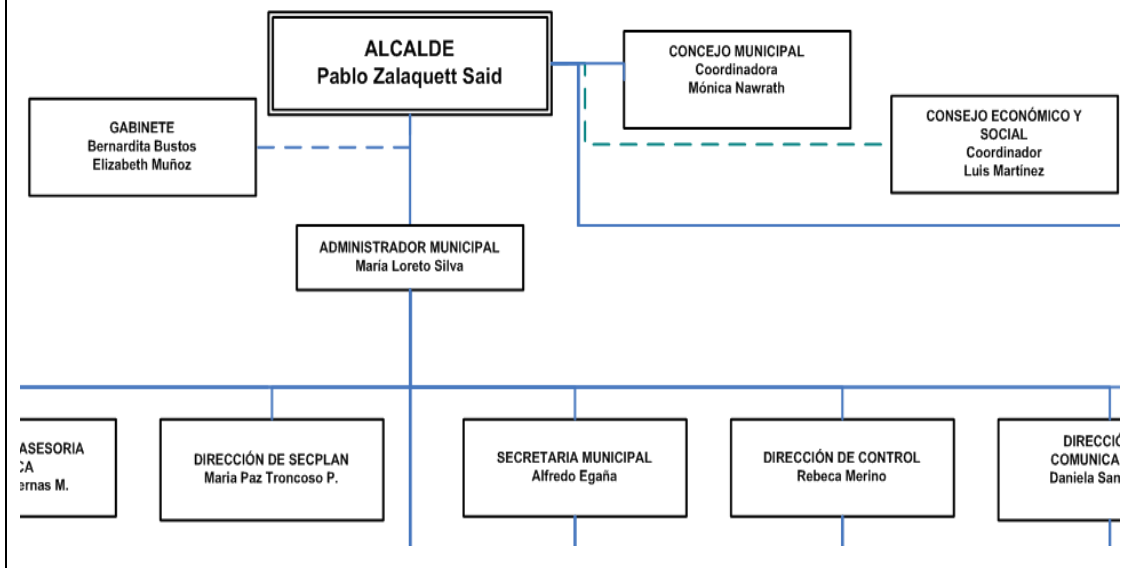 ALCALDE
Pablo Zalaquett Said
CONCEJO MUNICIPAL
Coordinadora
Mónica Nawrath
GABINETE
Bernardita Bustos
Elizabeth Muñoz
CONSEJO ECONÓMICO Y
SOCIAL
Coordinador
Luis Martínez
ADMINISTRADOR MUNICIPAL
María Loreto Silva
ASESORIA
CA
ernas M.
DIRECCIÓN DE SECPLAN
Maria Paz Troncoso P.
SECRETARIA MUNICIPAL
Alfredo Egaña
DIRECCIÓN DE CONTROL
Rebeca Merino
DIRECCIÓ
COMUNICA
Daniela San